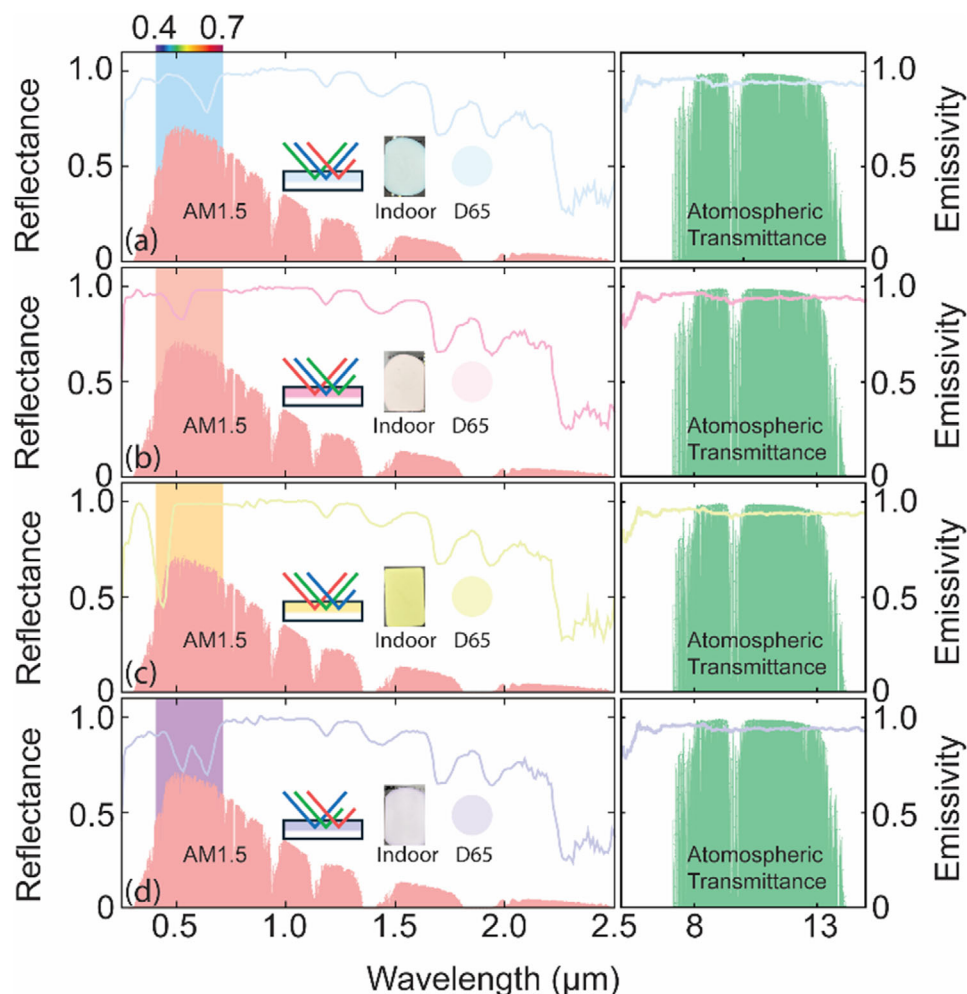 0.4 0.7
1.0 1.0
Reflectance Emissivity
0.5 0.5
AM1.5 Indoor D65 Atomospheric
Transmittance
(a) 0 0
1.0 1.0
Reflectance Emissivity
0.5 0.5
AM1.5 Indoor D65 Atomospheric
Transmittance
(b) 0 0
1.0 1.0
Reflectance Emissivity
0.5 0.5
AM1.5 Indoor D65 Atomospheric
Transmittance
(c) 0 0
1.0 1.0
Reflectance Emissivity
0.5 0.5
AM1.5 Indoor D65 Atomospheric
Transmittance
(d) 0 0
0.5 1.0 1.5 2.0 2.5 8 13
Wavelength (μm)